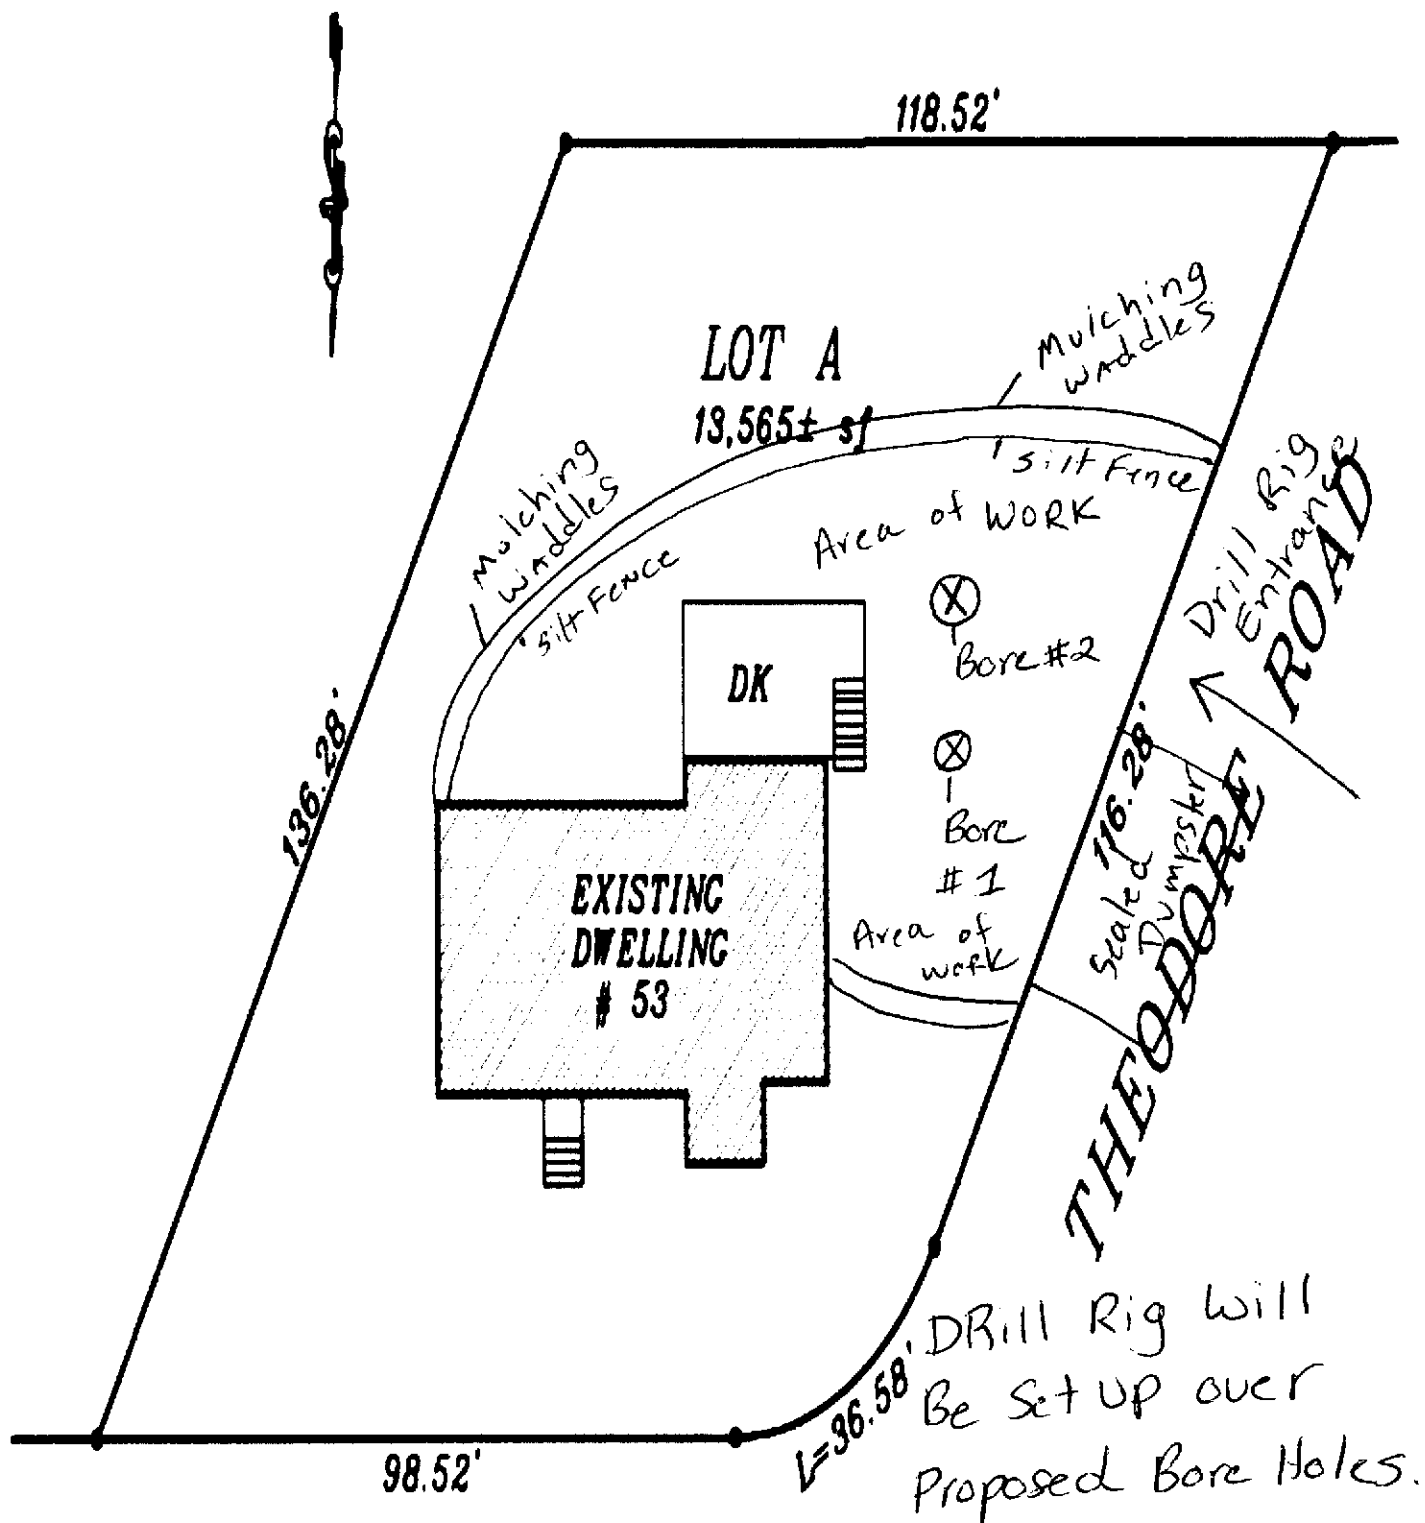 118.52'
Mulching
WAddles
LOT A
13,565± sf
Silt Fence
Mulching
WAddles
Area of WORK
Silt FeNce
Drill Rig
Entrance
Bore #2
DK
136.28'
116.28'
Sealed
Dumpster
THEODORE ROAD
Bore
# 1
EXISTING
DWELLING
# 53
Area of
work
DRill Rig Will
Be Set UP over
Proposed Bore Holes.
L=36.58'
98.52'